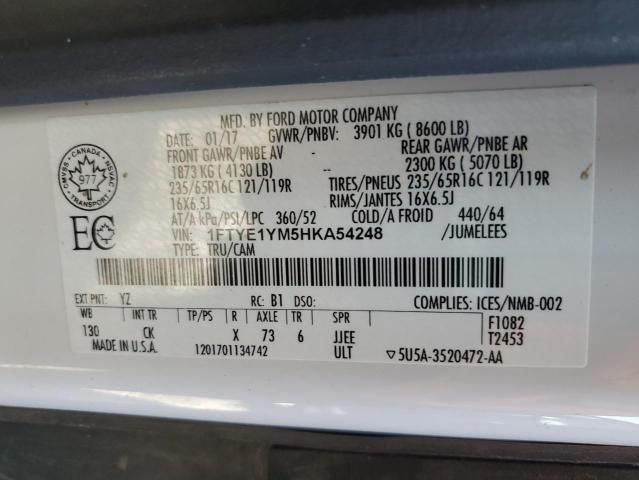 MFD. BY FORD MOTOR COMPANY
DATE: 01/17 GVWR/PNBV: 3901 KG ( 8600 LB)
FRONT GAWR/PNBE AV REAR GAWR/PNBE AR
1873 KG ( 4130 LB) 2300 KG ( 5070 LB)
235/65R16C 121/119R TIRES/PNEUS 235/65R16C 121/119R
16X6.5J RIMS/JANTES 16X6.5J
AT/A kPa/PSI/LPC 360/52 COLD/A FROID 440/64
VIN: 1FTYE1YM5HKA54248 /JUMELEES
TYPE: TRU/CAM
CMVSS CANADA NSVAC
977
TRANSPORT
EC
EXT PNT: YZ RC: B1 DSO: COMPLIES: ICES/NMB-002
WB INT TR TP/PS R AXLE TR SPR F1082
130 CK X 73 6 JJEE T2453
MADE IN U.S.A. 1201701134742 ULT ▽5U5A-3520472-AA